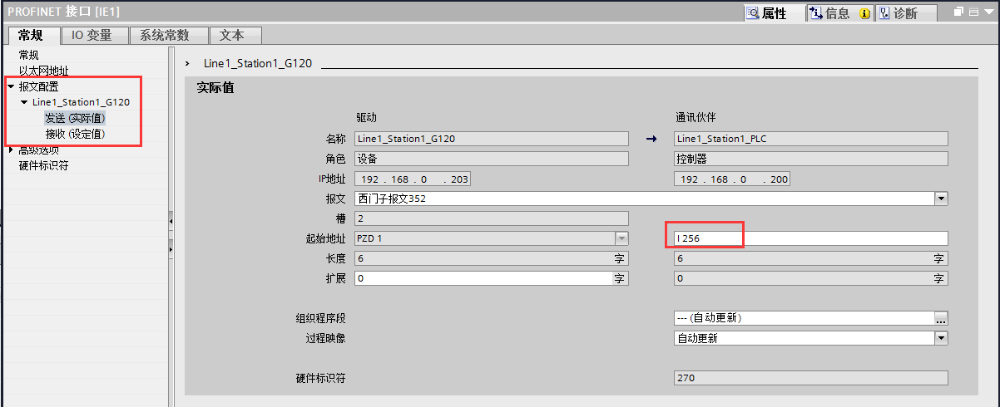 PROFINET 接口 [IE1]
属性
信息
诊断
常规
IO 变量
系统常数
文本
常规
以太网地址
报文配置
Line1_Station1_G120
发送 (实际值)
接收 (设定值)
高级选项
硬件标识符
Line1_Station1_G120
实际值
驱动
通讯伙伴
名称 Line1_Station1_G120 Line1_Station1_PLC
角色 设备 控制器
IP地址 192 . 168 . 0 . 203 192 . 168 . 0 . 200
报文 西门子报文352
槽 2
起始地址 PZD 1 I 256
长度 6 字 6 字
扩展 0 字 0 字
组织程序段 --- (自动更新) ...
过程映像 自动更新
硬件标识符 270